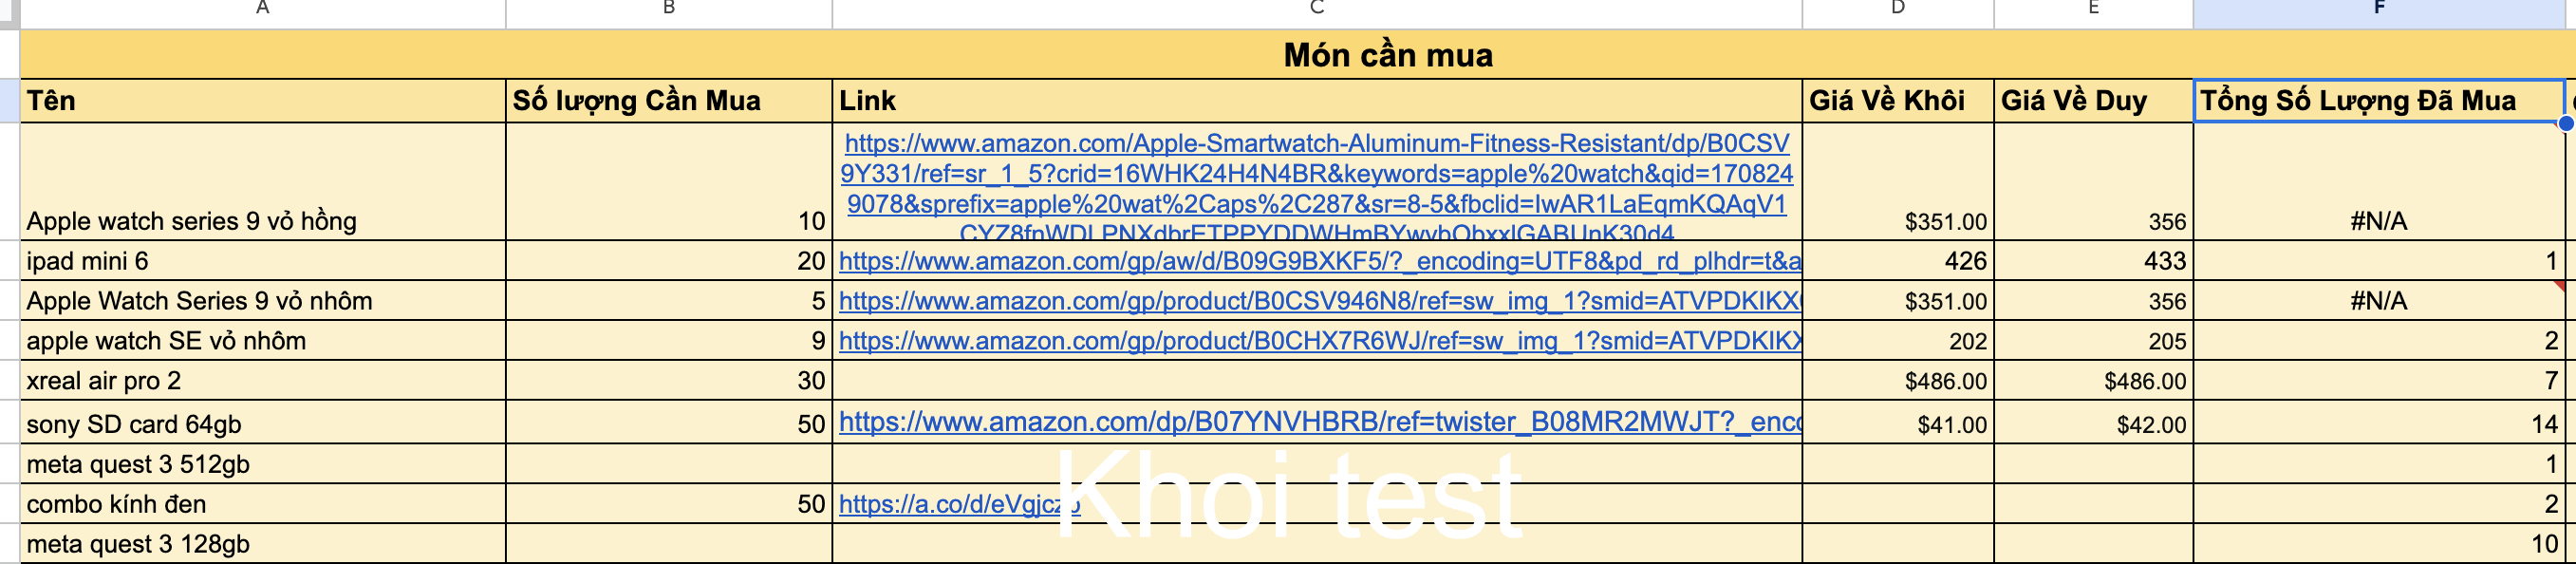 A B C D E F
Món cần mua
Tên Số lượng Cần Mua Link Giá Về Khôi Giá Về Duy Tổng Số Lượng Đã Mua
https://www.amazon.com/Apple-Smartwatch-Aluminum-Fitness-Resistant/dp/B0CSV
9Y331/ref=sr_1_5?crid=16WHK24H4N4BR&keywords=apple%20watch&qid=170824
9078&sprefix=apple%20wat%2Caps%2C287&sr=8-5&fbclid=IwAR1LaEqmKQAqV1
Apple watch series 9 vỏ hồng 10 $351.00 356 #N/A
ipad mini 6 20 https://www.amazon.com/gp/aw/d/B09G9BXKF5/?_encoding=UTF8&pd_rd_plhdr=t&a 426 433 1
Apple Watch Series 9 vỏ nhôm 5 https://www.amazon.com/gp/product/B0CSV946N8/ref=sw_img_1?smid=ATVPDKIKX $351.00 356 #N/A
apple watch SE vỏ nhôm 9 https://www.amazon.com/gp/product/B0CHX7R6WJ/ref=sw_img_1?smid=ATVPDKIKX 202 205 2
xreal air pro 2 30 $486.00 $486.00 7
sony SD card 64gb 50 https://www.amazon.com/dp/B07YNVHBRB/ref=twister_B08MR2MWJT?_enc $41.00 $42.00 14
meta quest 3 512gb 1
Khoi test
combo kính đen 50 2
meta quest 3 128gb 10